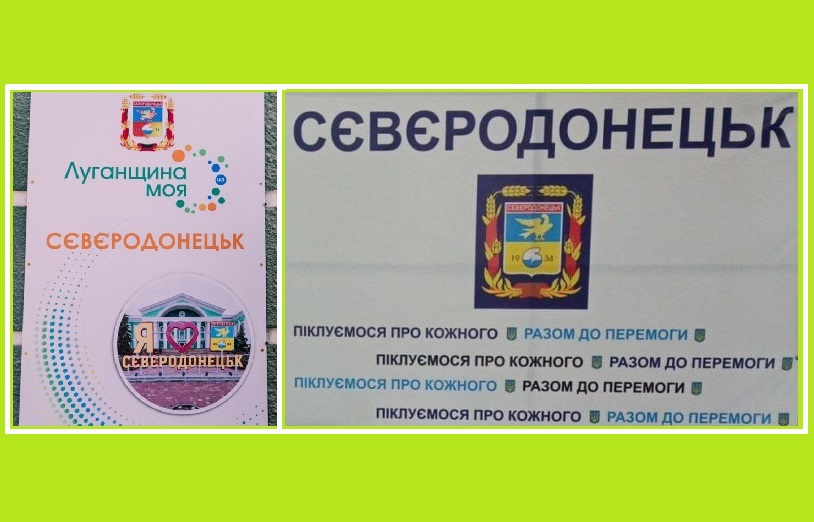 СЄВЄРОДОНЕЦЬК
Луганщина
моя
СЄВЄРОДОНЕЦЬК
Я
СЄВЄРОДОНЕЦЬК
СЄВЄРОДОНЕЦЬК
СЄВЄРОДОНЕЦЬК
19 34
ПІКЛУЄМОСЯ ПРО КОЖНОГО РАЗОМ ДО ПЕРЕМОГИ
ПІКЛУЄМОСЯ ПРО КОЖНОГО РАЗОМ ДО ПЕРЕМОГИ
ПІКЛУЄМОСЯ ПРО КОЖНОГО РАЗОМ ДО ПЕРЕМОГИ
ПІКЛУЄМОСЯ ПРО КОЖНОГО РАЗОМ ДО ПЕРЕМОГИ